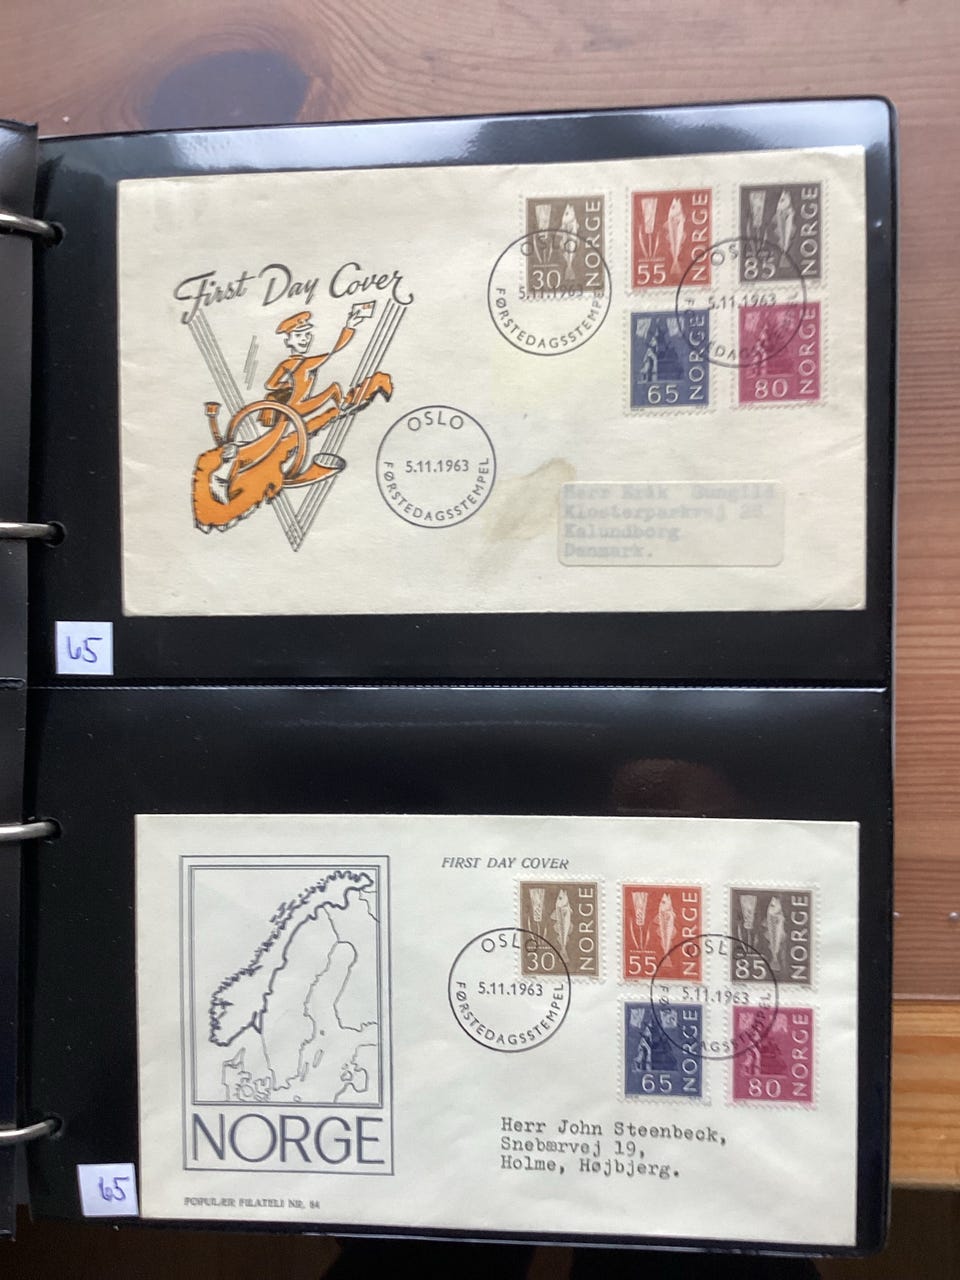 First Day Cover
30 NORGE
55 NORGE
85 NORGE
OSLO
5.11.1963
FØRSTEDAGSSTEMPEL
OSLO
5.11.1963
65 NORGE
80 NORGE
OSLO
5.11.1963
FØRSTEDAGSSTEMPEL
Herr Erik
Klosterparkvej
Kalundborg
Danmark.
65
FIRST DAY COVER
30 NORGE
55 NORGE
85 NORGE
OSLO
5.11.1963
FØRSTEDAGSSTEMPEL
OSL
5.11.1963
65 NORGE
80 NORGE
NORGE
Herr John Steenbeck,
Snebærvej 19,
Holme, Højbjerg.
POPULÆR FILATELI NR. 84
65